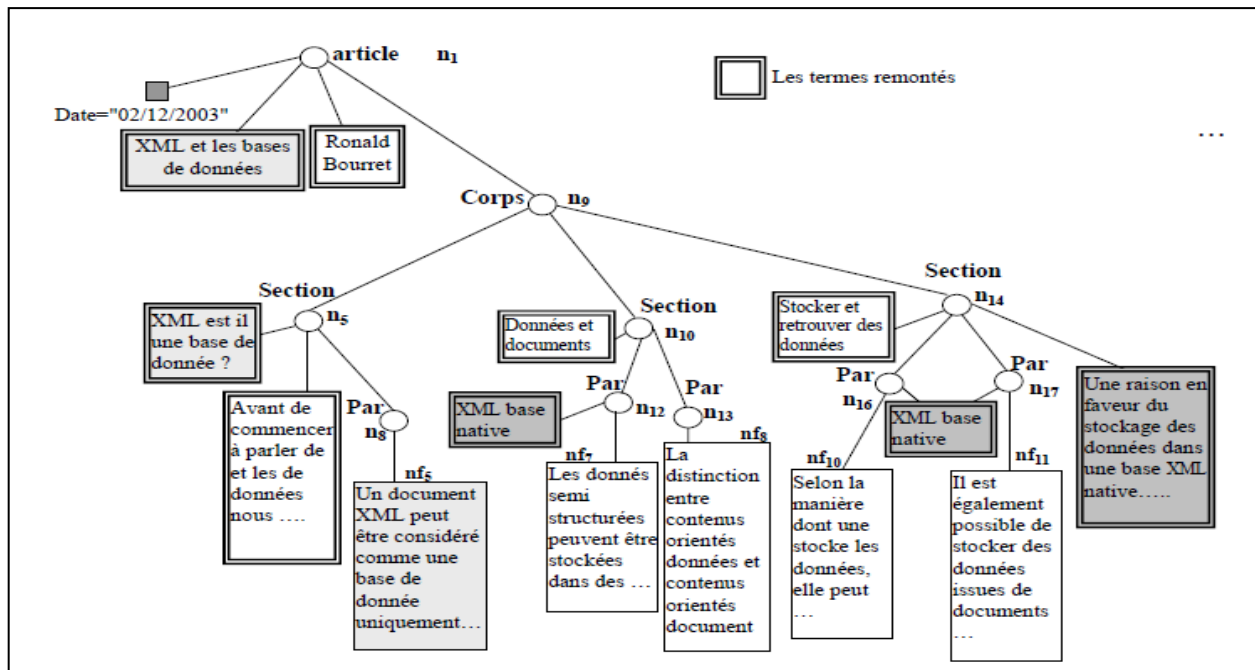 article n1
Les termes remontés
Date="02/12/2003"
…
XML et les bases
de données
Ronald
Bourret
Corps n9
Section
n5
XML est il
une base de
donnée ?
Avant de
commencer
à parler de
et les de
données
nous ….
Par
n8
nf5
Un document
XML peut
être considéré
comme une
base de
donnée
uniquement…
Section
n10
Données et
documents
Par
n12
XML base
native
nf7
Les donnés
semi
structurées
peuvent être
stockées
dans des …
Par
n13
nf8
La
distinction
entre
contenus
orientés
données et
contenus
orientés
document
Section
n14
Stocker et
retrouver des
données
Par
n16
XML base
native
nf10
Selon la
manière
dont une
stocke les
données,
elle peut
…
Par
n17
nf11
Il est
également
possible de
stocker des
données
issues de
documents
…
Une raison en
faveur du
stockage des
données dans
une base XML
native…..